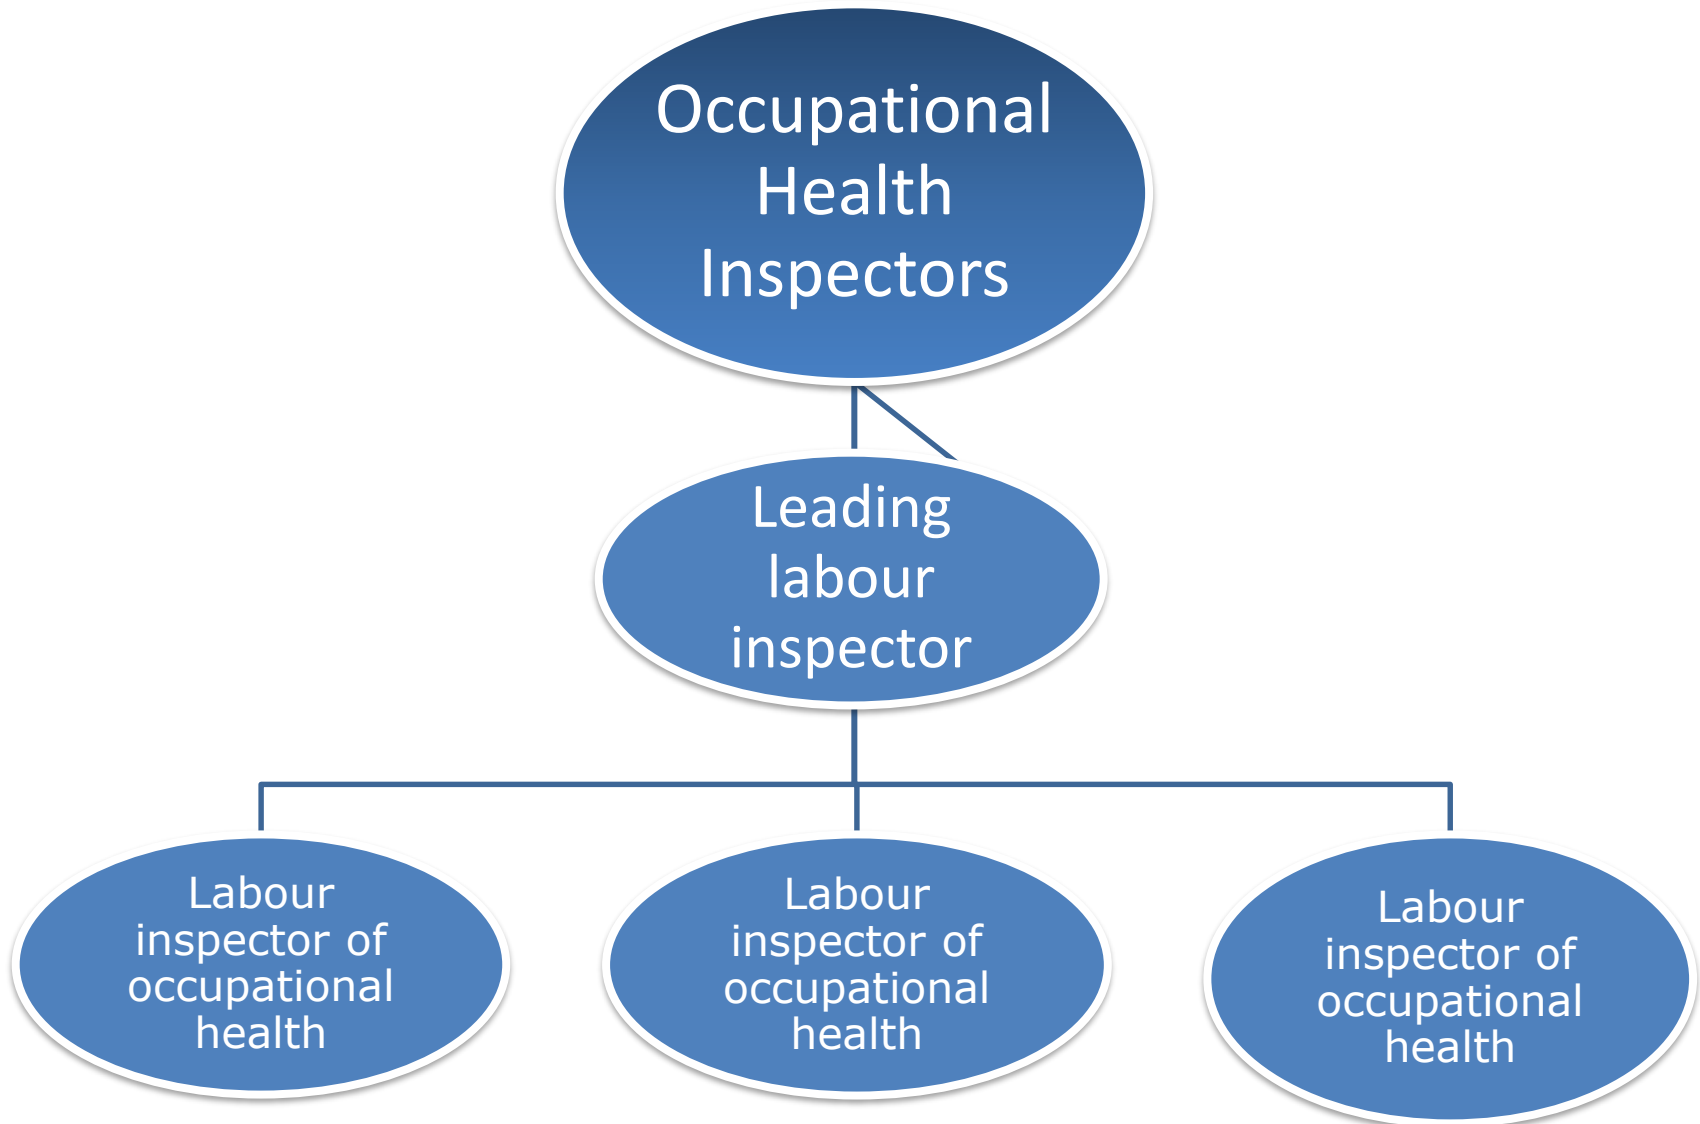 Occupational
Health
Inspectors
Leading
labour
inspector
Labour
inspector of
occupational
health
Labour
inspector of
occupational
health
Labour
inspector of
occupational
health